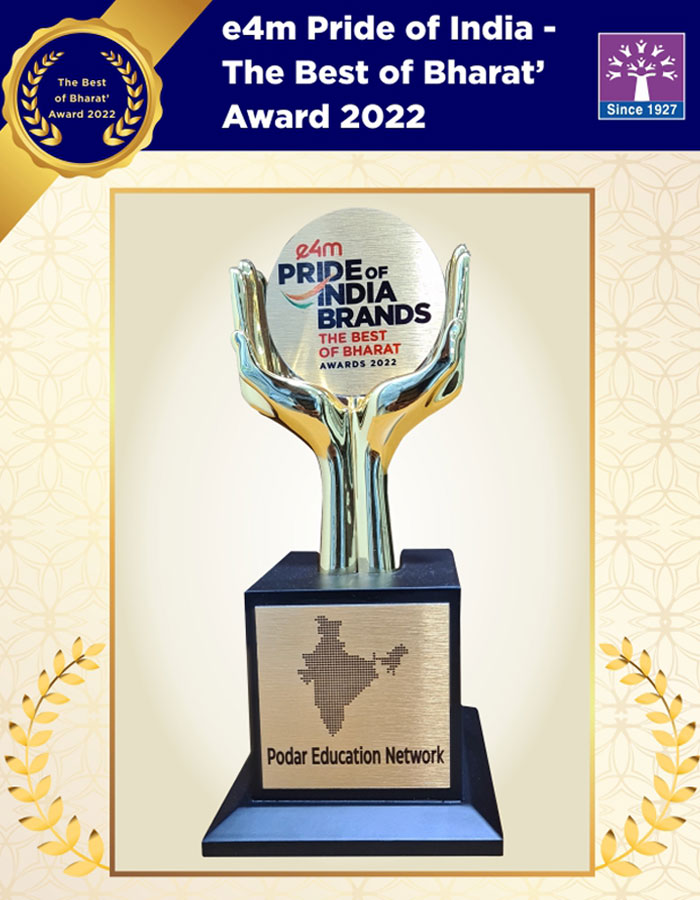 The Best
of Bharat’
Award 2022
e4m Pride of India -
The Best of Bharat’
Award 2022
Since 1927
e4m
PRIDE OF
INDIA
BRANDS
THE BEST
OF BHARAT
AWARDS 2022
Podar Education Network